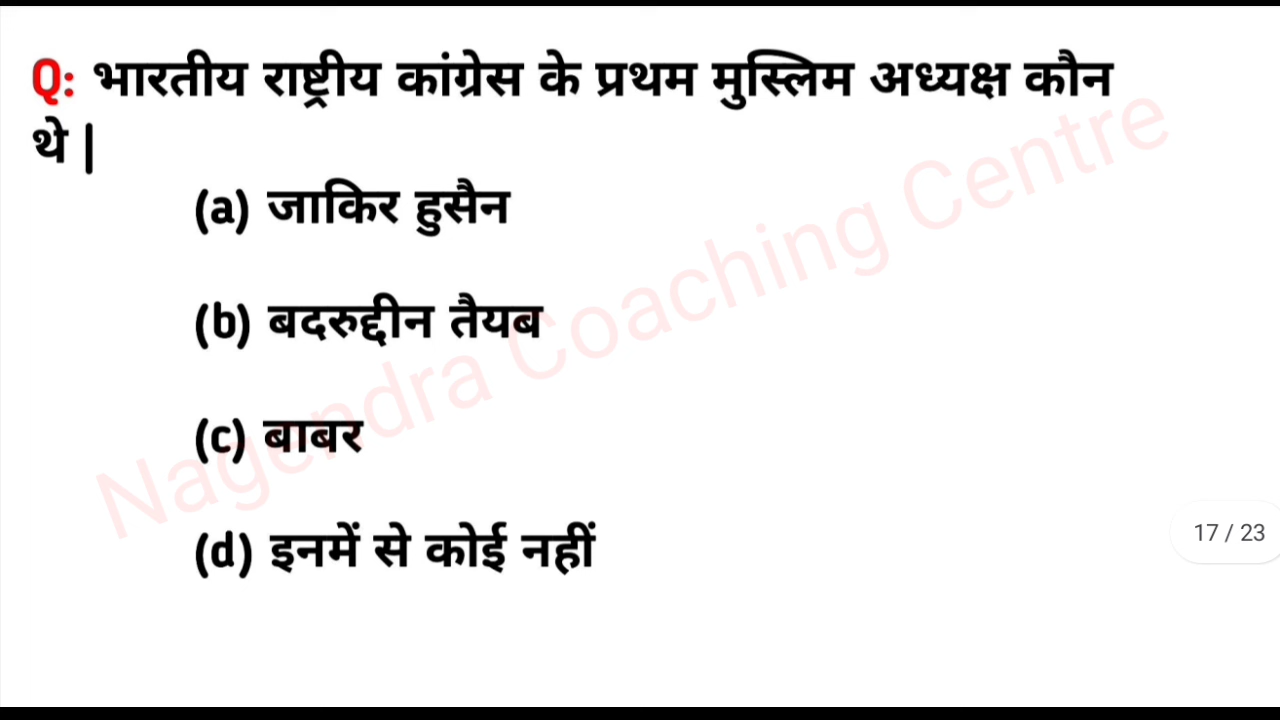 Q: भारतीय राष्ट्रीय कांग्रेस के प्रथम मुस्लिम अध्यक्ष कौन
थे |
(a) जाकिर हुसैन
(b) बदरुद्दीन तैयब
(c) बाबर
(d) इनमें से कोई नहीं
Nagendra Coaching Centre
17 / 23